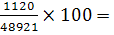 1120/48921 × 100 =